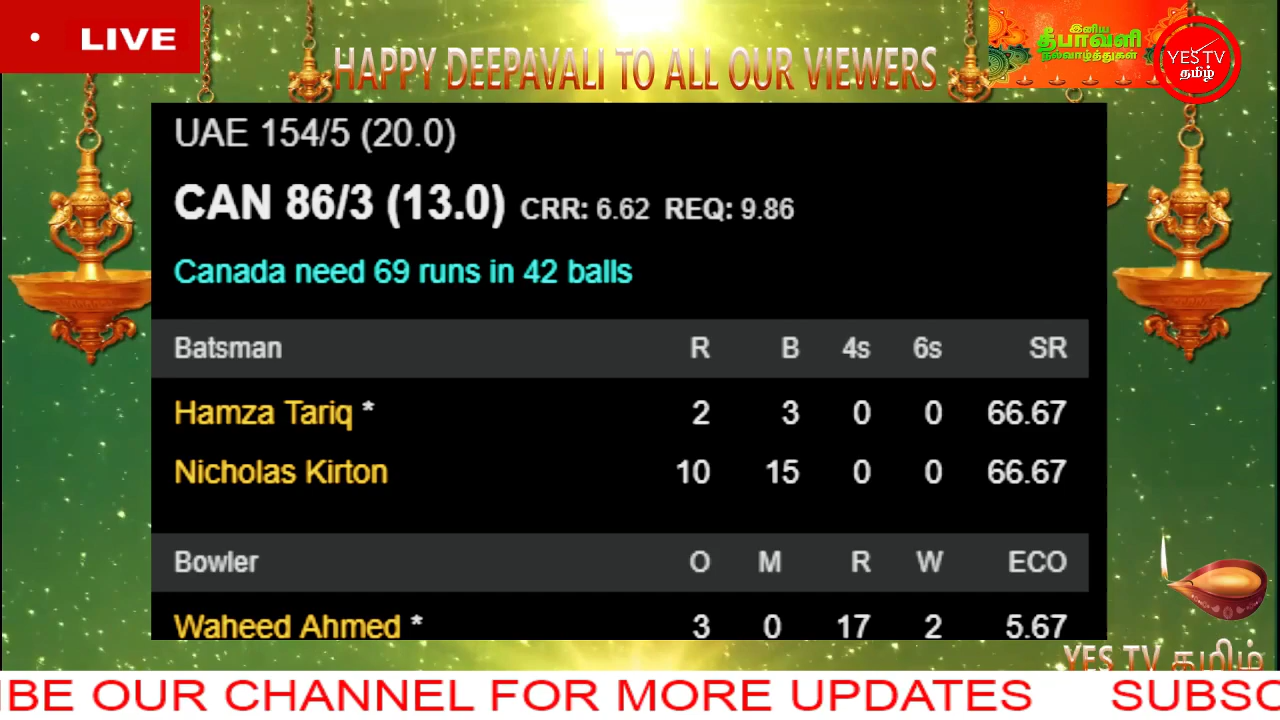 LIVE
HAPPY DEEPAVALI TO ALL OUR VIEWERS
இனிய
தீபாவளி
நல்வாழ்த்துகள்
YES TV
தமிழ்
UAE 154/5 (20.0)
CAN 86/3 (13.0) CRR: 6.62 REQ: 9.86
Canada need 69 runs in 42 balls
Batsman R B 4s 6s SR
Hamza Tariq * 2 3 0 0 66.67
Nicholas Kirton 10 15 0 0 66.67
Bowler O M R W ECO
Waheed Ahmed * 3 0 17 2 5.67
YES TV தமிழ்
IBE OUR CHANNEL FOR MORE UPDATES SUBSC